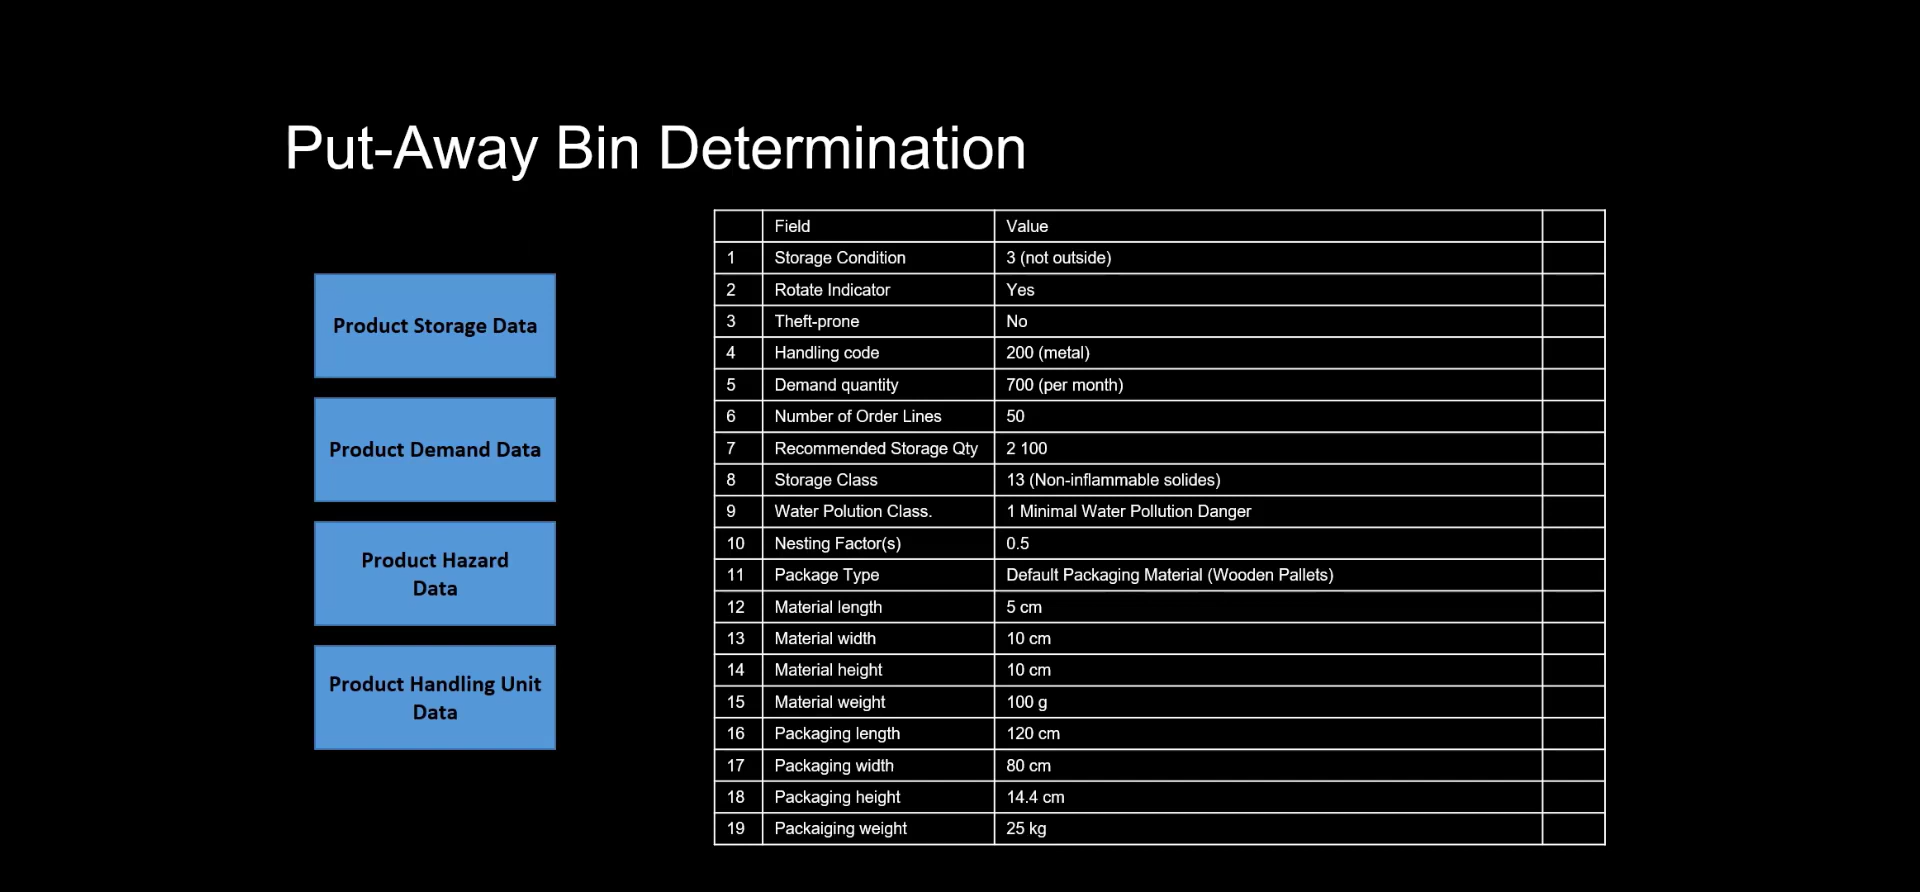 Put-Away Bin Determination
Product Storage Data
Product Demand Data
Product Hazard
Data
Product Handling Unit
Data
Field Value
1 Storage Condition 3 (not outside)
2 Rotate Indicator Yes
3 Theft-prone No
4 Handling code 200 (metal)
5 Demand quantity 700 (per month)
6 Number of Order Lines 50
7 Recommended Storage Qty 2 100
8 Storage Class 13 (Non-inflammable solides)
9 Water Polution Class. 1 Minimal Water Pollution Danger
10 Nesting Factor(s) 0.5
11 Package Type Default Packaging Material (Wooden Pallets)
12 Material length 5 cm
13 Material width 10 cm
14 Material height 10 cm
15 Material weight 100 g
16 Packaging length 120 cm
17 Packaging width 80 cm
18 Packaging height 14.4 cm
19 Packaiging weight 25 kg